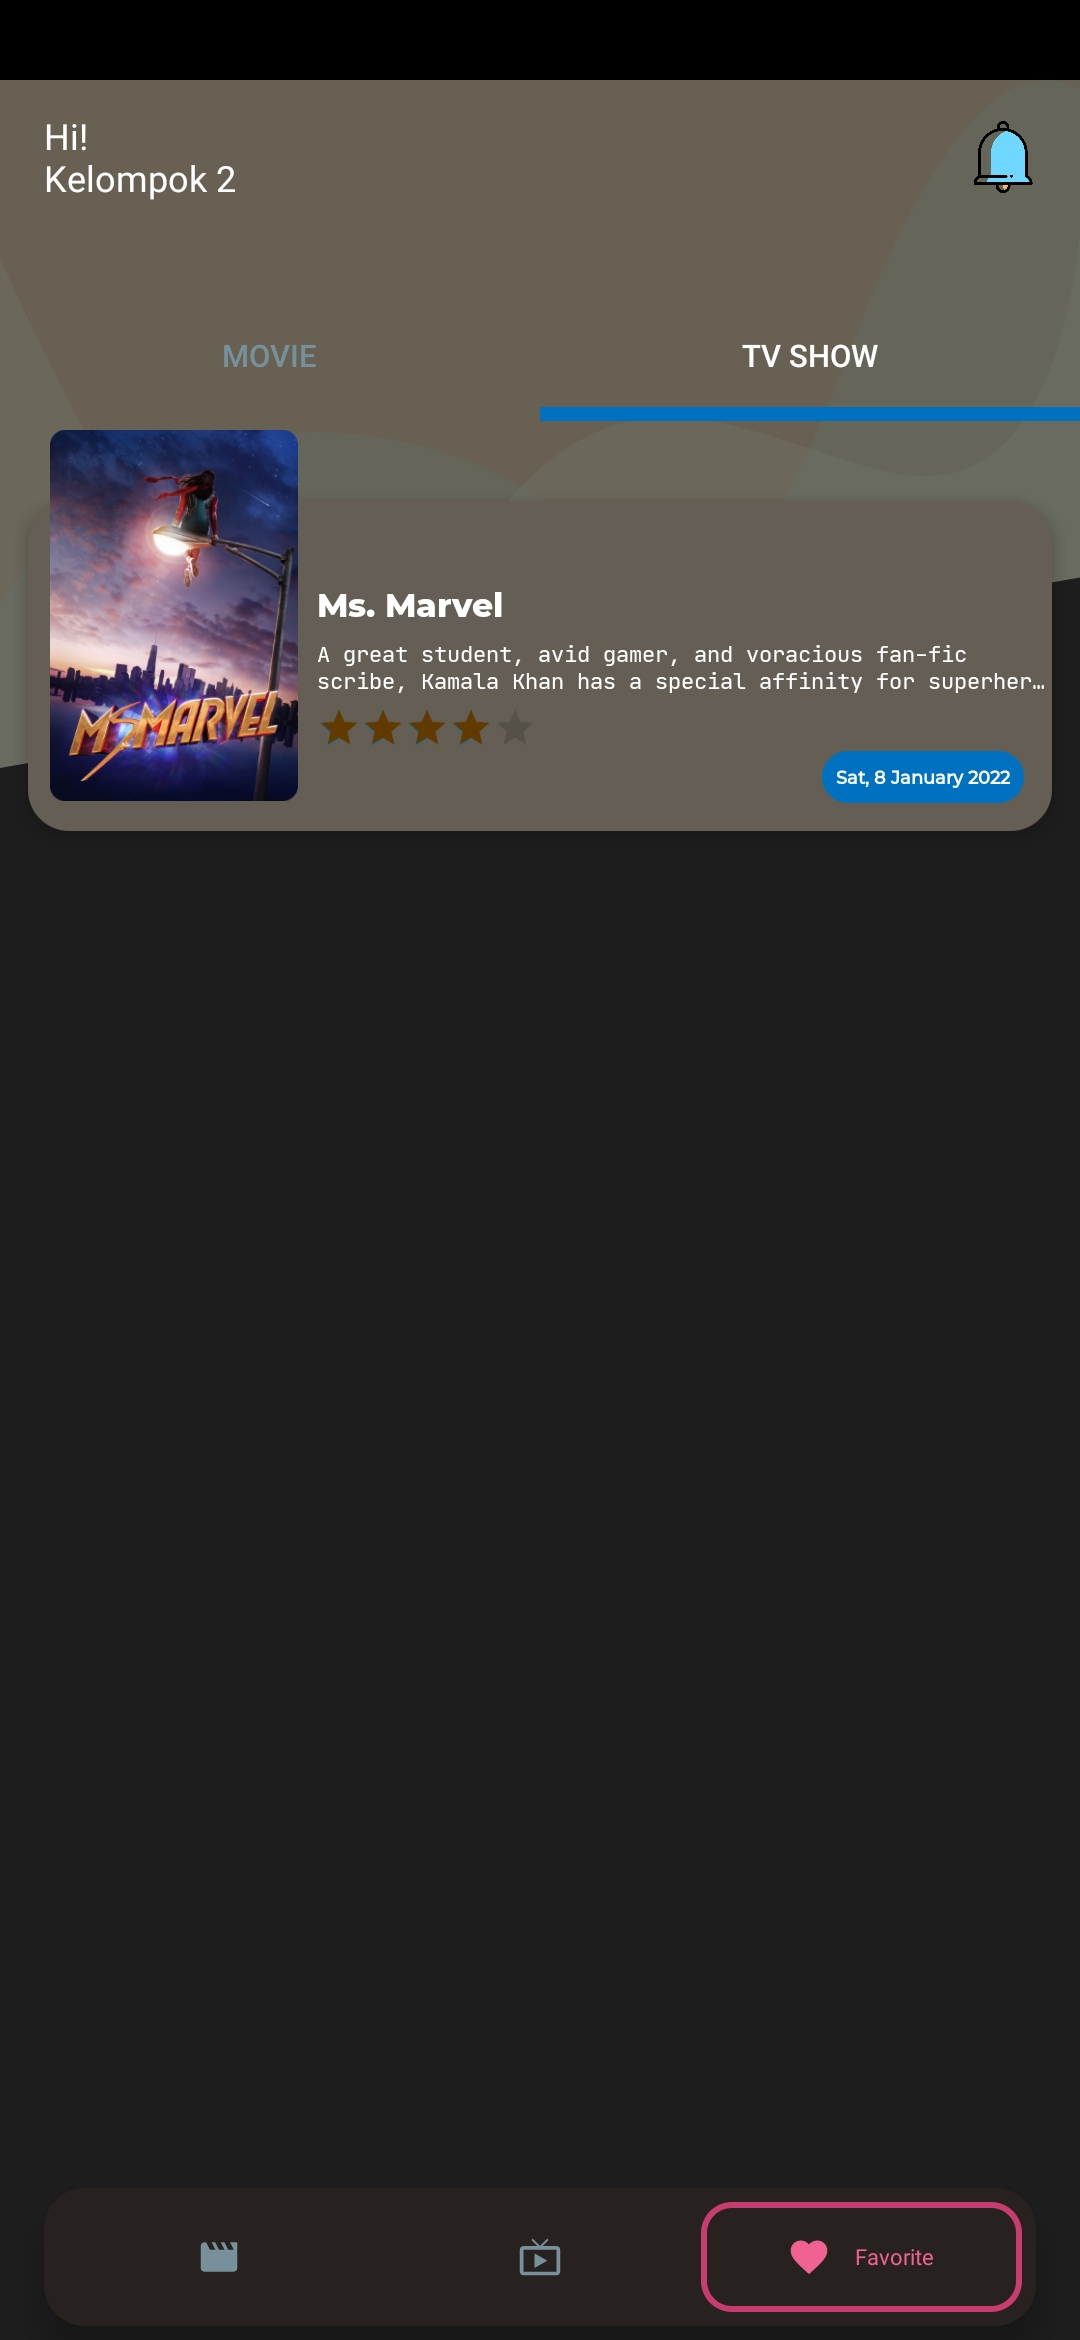 Hi!
Kelompok 2
MOVIE
TV SHOW
MS MARVEL
Ms. Marvel
A great student, avid gamer, and voracious fan-fic
scribe, Kamala Khan has a special affinity for superher…
Sat, 8 January 2022
Favorite